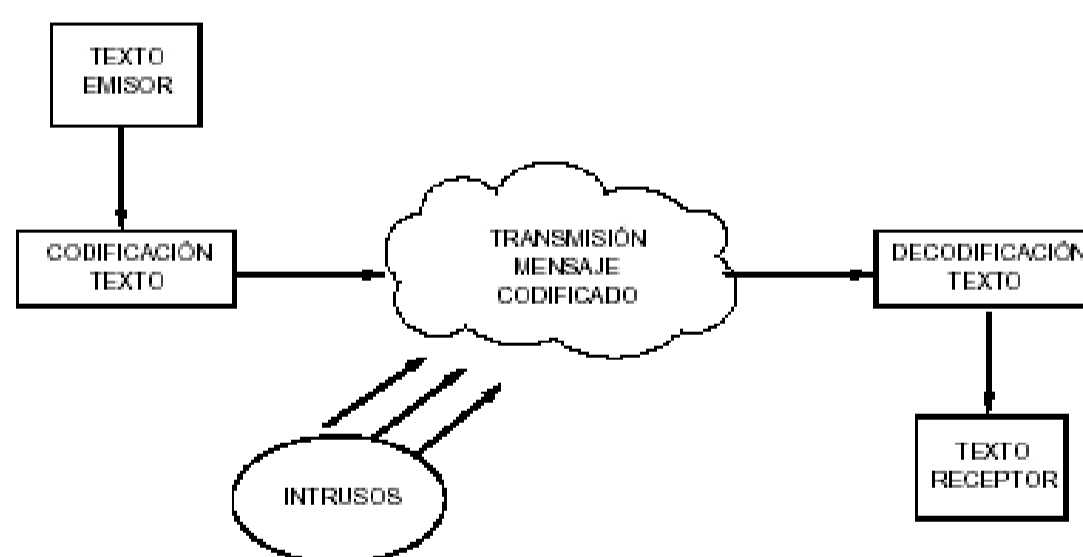 TEXTO
EMISOR
CODIFICACIÓN
TEXTO
TRANSMISIÓN
MENSAJE
CODIFICADO
DECODIFICACIÓN
TEXTO
INTRUSOS
TEXTO
RECEPTOR